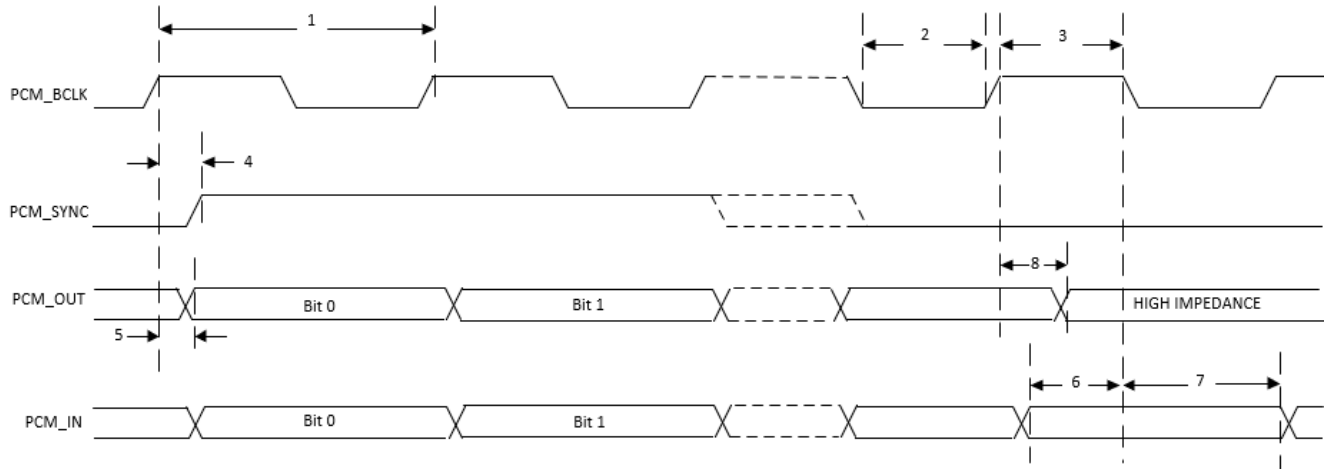 1
2
3
PCM_BCLK
4
PCM_SYNC
8
PCM_OUT
Bit 0
Bit 1
HIGH IMPEDANCE
5
6
7
PCM_IN
Bit 0
Bit 1